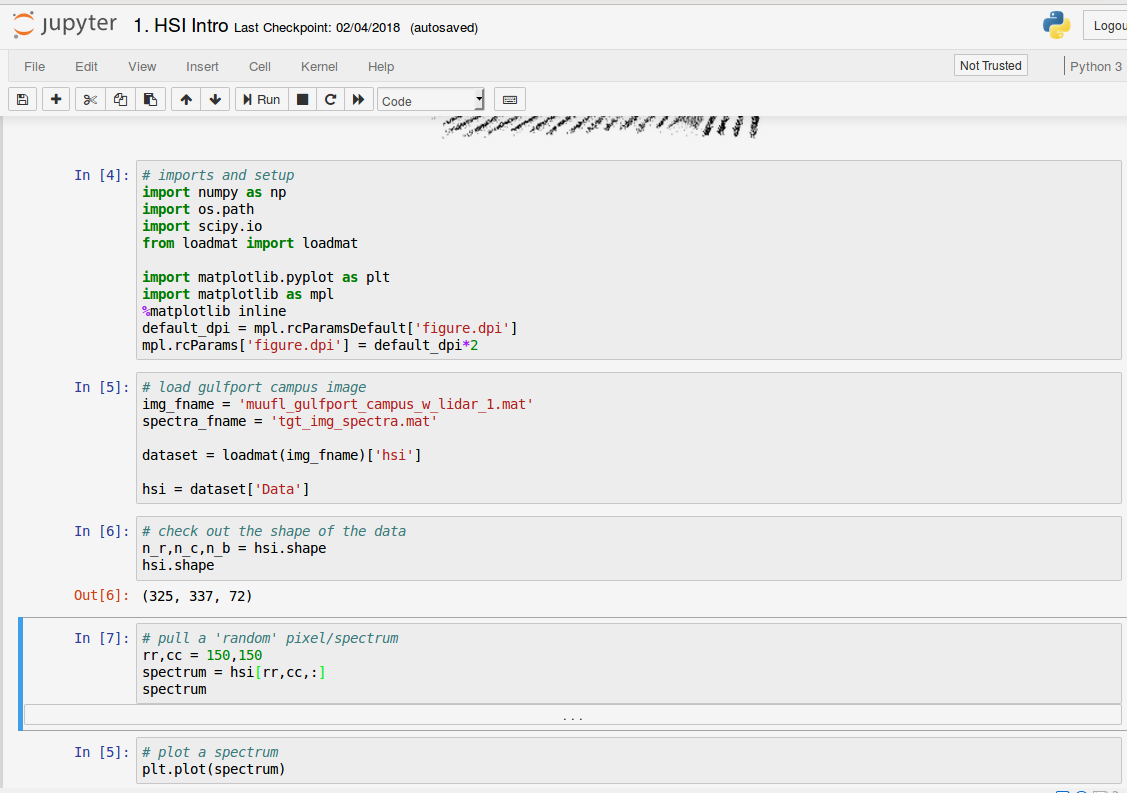 jupyter 1. HSI Intro Last Checkpoint: 02/04/2018 (autosaved)
Logou
File Edit View Insert Cell Kernel Help
Not Trusted
Python 3
Run
Code
In [4]: # imports and setup
import numpy as np
import os.path
import scipy.io
from loadmat import loadmat
import matplotlib.pyplot as plt
import matplotlib as mpl
%matplotlib inline
default_dpi = mpl.rcParamsDefault['figure.dpi']
mpl.rcParams['figure.dpi'] = default_dpi*2
In [5]: # load gulfport campus image
img_fname = 'muufl_gulfport_campus_w_lidar_1.mat'
spectra_fname = 'tgt_img_spectra.mat'
dataset = loadmat(img_fname)['hsi']
hsi = dataset['Data']
In [6]: # check out the shape of the data
n_r,n_c,n_b = hsi.shape
hsi.shape
Out[6]: (325, 337, 72)
In [7]: # pull a 'random' pixel/spectrum
rr,cc = 150,150
spectrum = hsi[rr,cc,:]
spectrum
...
In [5]: # plot a spectrum
plt.plot(spectrum)